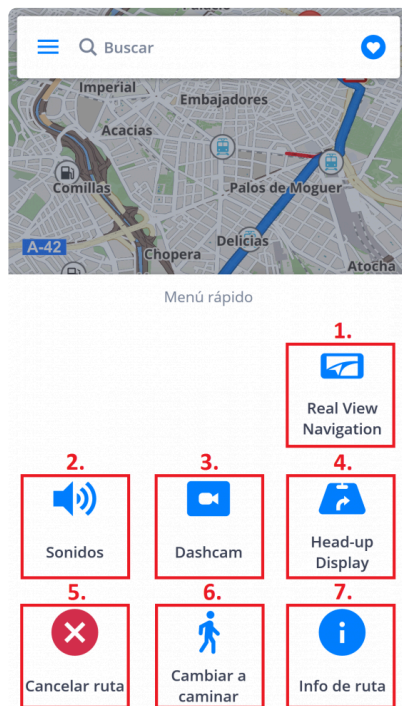 Buscar
Imperial
Embajadores
Acacias
Comillas
Palos de Moguer
A-42
Delicias
Chopera
Atocha
Menú rápido
1.
Real View
Navigation
2.
3.
4.
Sonidos
Dashcam
Head-up
Display
5.
6.
7.
Cancelar ruta
Cambiar a
caminar
Info de ruta